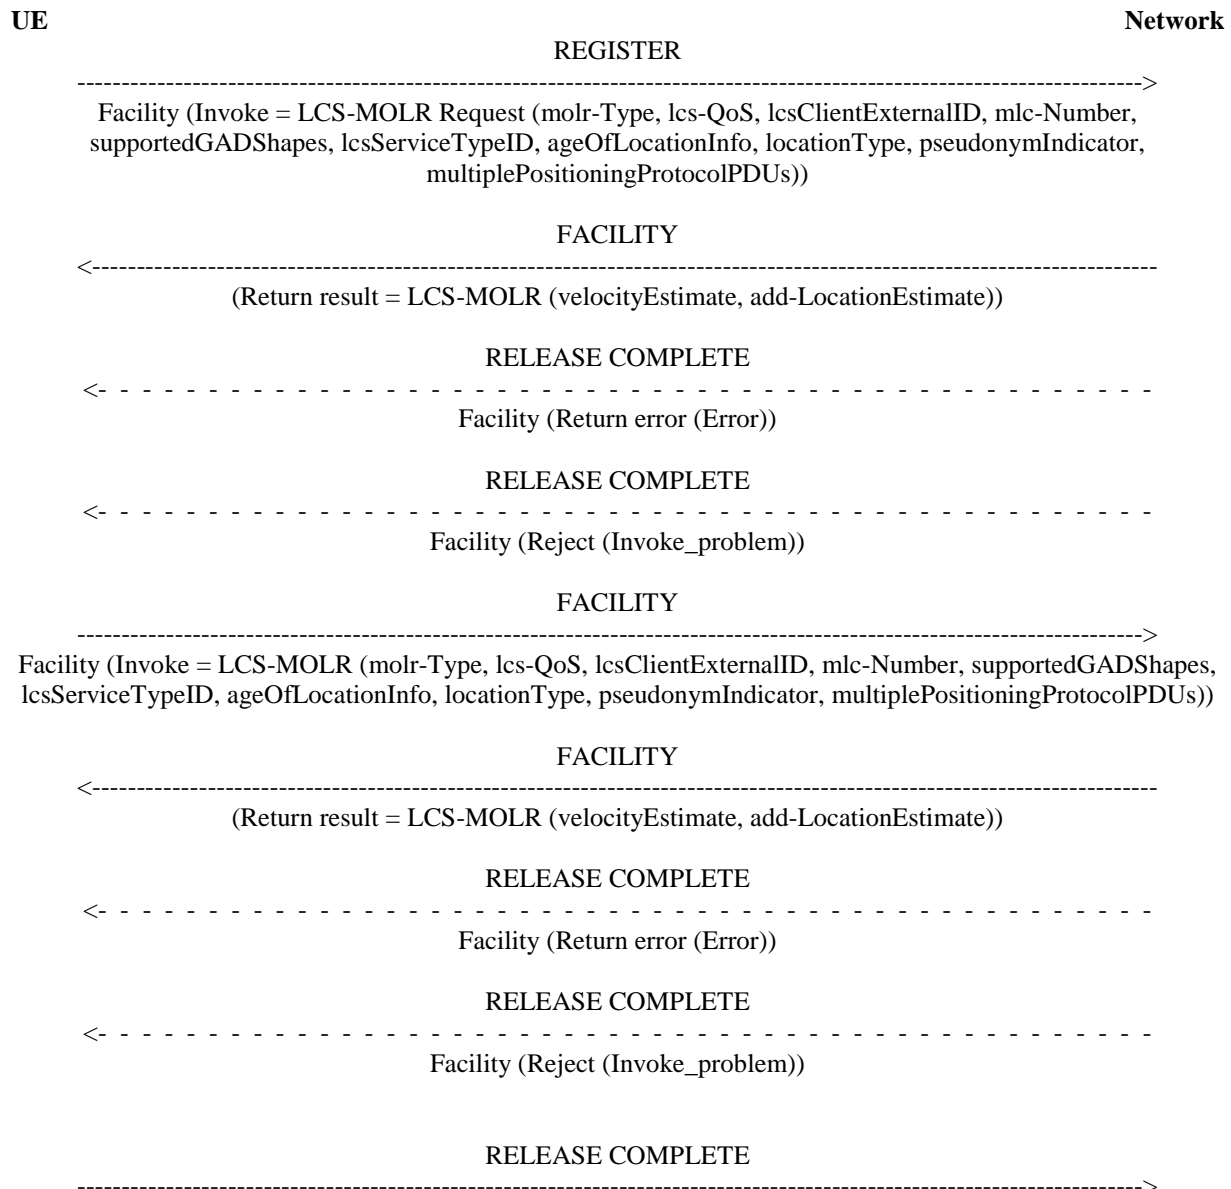 UE Network
REGISTER
------------------------------------------------------------------------------------------------------------------------>
Facility (Invoke = LCS-MOLR Request (molr-Type, lcs-QoS, lcsClientExternalID, mlc-Number,
supportedGADShapes, lcsServiceTypeID, ageOfLocationInfo, locationType, pseudonymIndicator,
multiplePositioningProtocolPDUs))
FACILITY
<------------------------------------------------------------------------------------------------------------------------
(Return result = LCS-MOLR (velocityEstimate, add-LocationEstimate))
RELEASE COMPLETE
<- - - - - - - - - - - - - - - - - - - - - - - - - - - - - - - - - - - - - - - - - - - - - - - - - - - - - - - - - -
Facility (Return error (Error))
RELEASE COMPLETE
<- - - - - - - - - - - - - - - - - - - - - - - - - - - - - - - - - - - - - - - - - - - - - - - - - - - - - - - - - -
Facility (Reject (Invoke_problem))
FACILITY
------------------------------------------------------------------------------------------------------------------------>
Facility (Invoke = LCS-MOLR (molr-Type, lcs-QoS, lcsClientExternalID, mlc-Number, supportedGADShapes,
lcsServiceTypeID, ageOfLocationInfo, locationType, pseudonymIndicator, multiplePositioningProtocolPDUs))
FACILITY
<------------------------------------------------------------------------------------------------------------------------
(Return result = LCS-MOLR (velocityEstimate, add-LocationEstimate))
RELEASE COMPLETE
<- - - - - - - - - - - - - - - - - - - - - - - - - - - - - - - - - - - - - - - - - - - - - - - - - - - - - - - - - -
Facility (Return error (Error))
RELEASE COMPLETE
<- - - - - - - - - - - - - - - - - - - - - - - - - - - - - - - - - - - - - - - - - - - - - - - - - - - - - - - - - -
Facility (Reject (Invoke_problem))
RELEASE COMPLETE
------------------------------------------------------------------------------------------------------------------------>